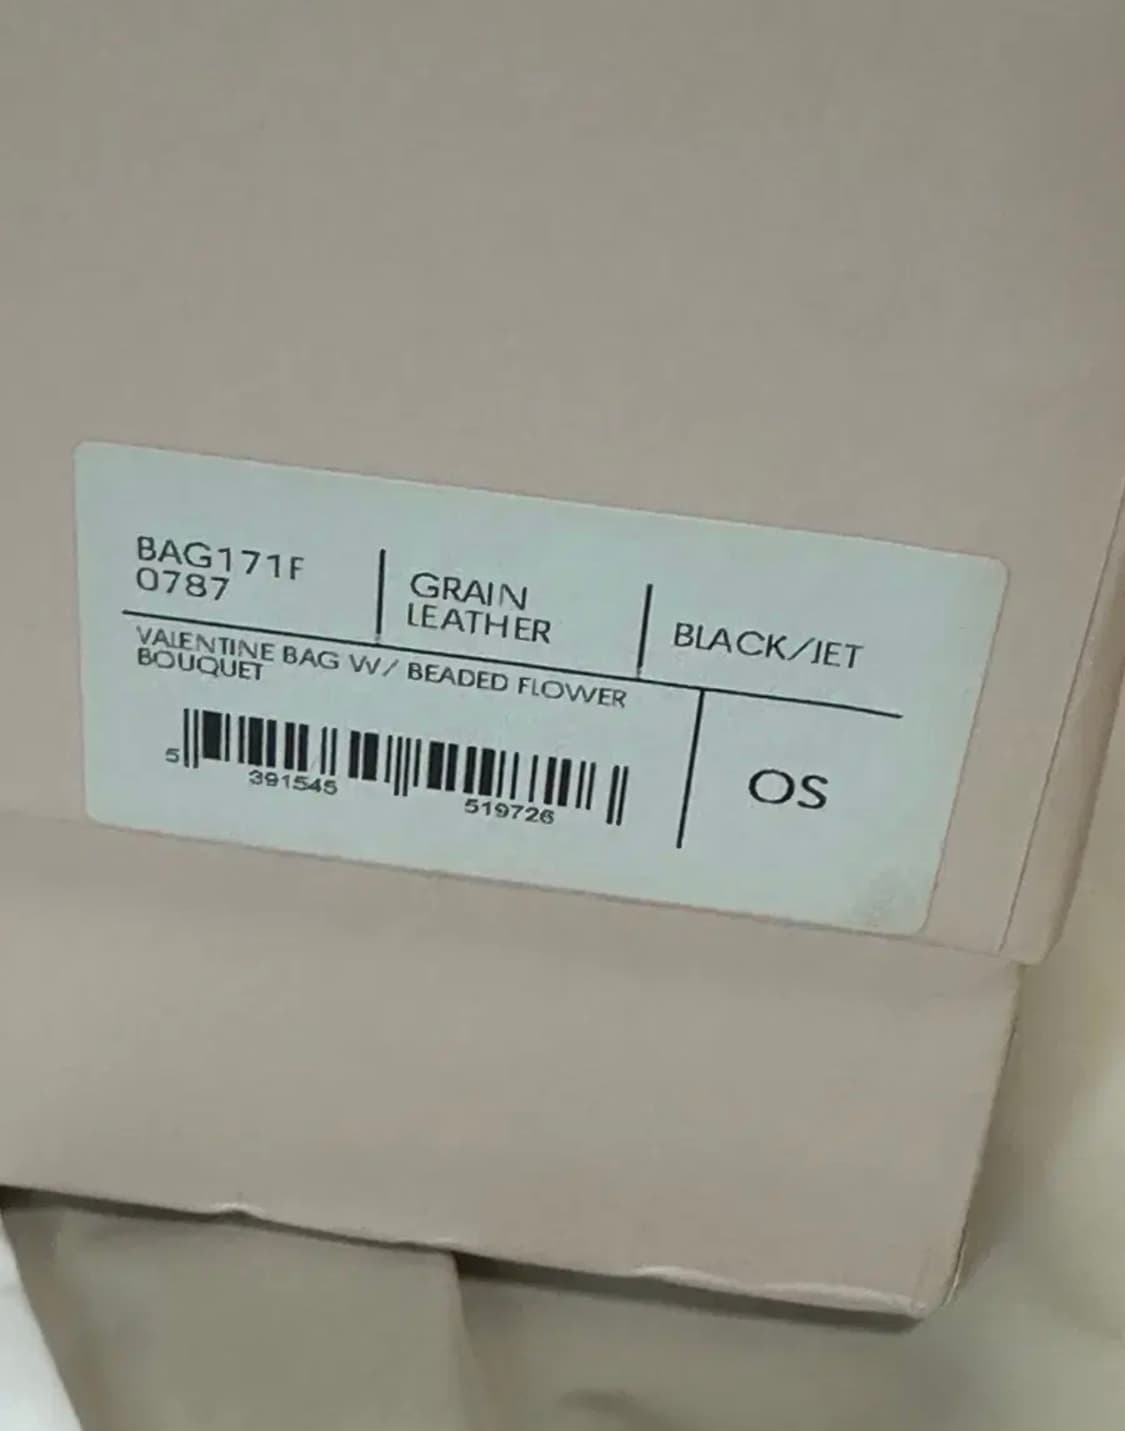 BAG171F
0787
GRAIN
LEATHER
BLACK/JET
VALENTINE BAG W/ BEADED FLOWER
BOUQUET
5
391545
519726
OS